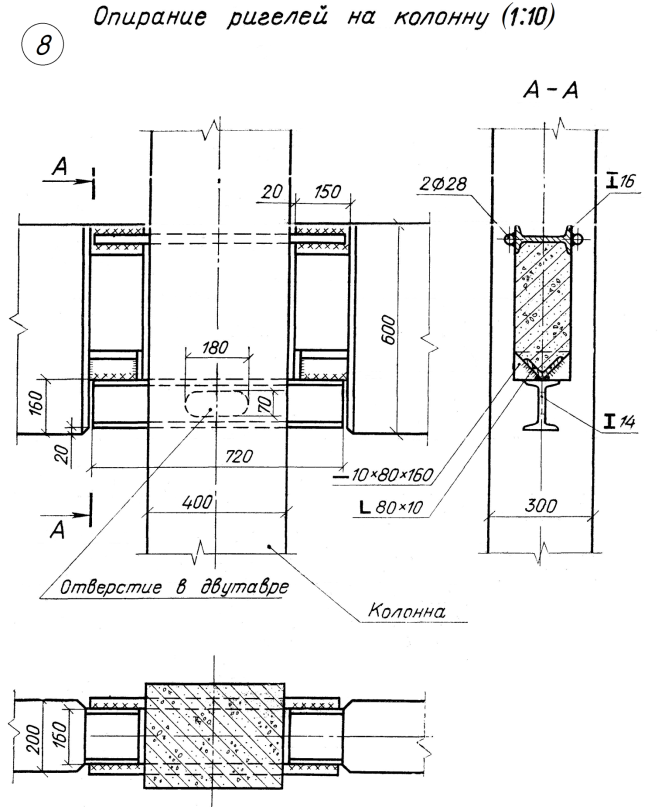 Опирание ригелей на колонну (1:10)
8
А – А
А
20
150
2Ф28
I16
600
180
160
70
I14
20
720
– 10×80×160
L 80×10
А
400
300
Отверстие в двутавре
Колонна
200
160